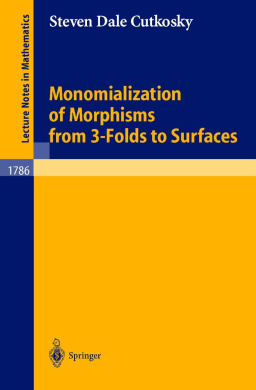 Steven Dale Cutkosky
Lecture Notes in Mathematics
Monomialization
of Morphisms
from 3-Folds to Surfaces
1786
Springer